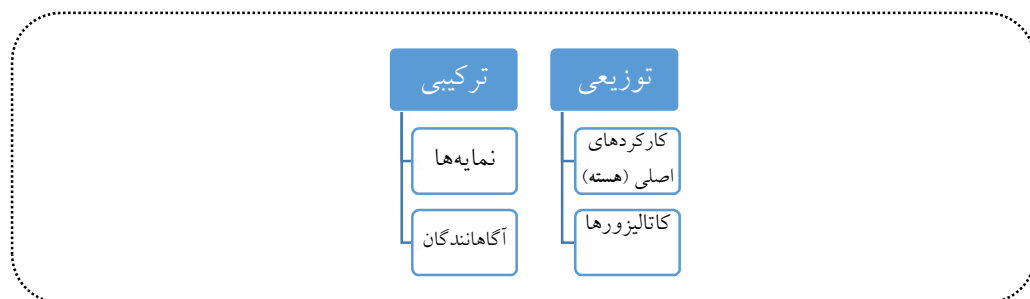 توزیعی
کارکردهای
اصلی (هسته)
کاتالیزورها
ترکیبی
نمایه‌ها
آگاهانندگان